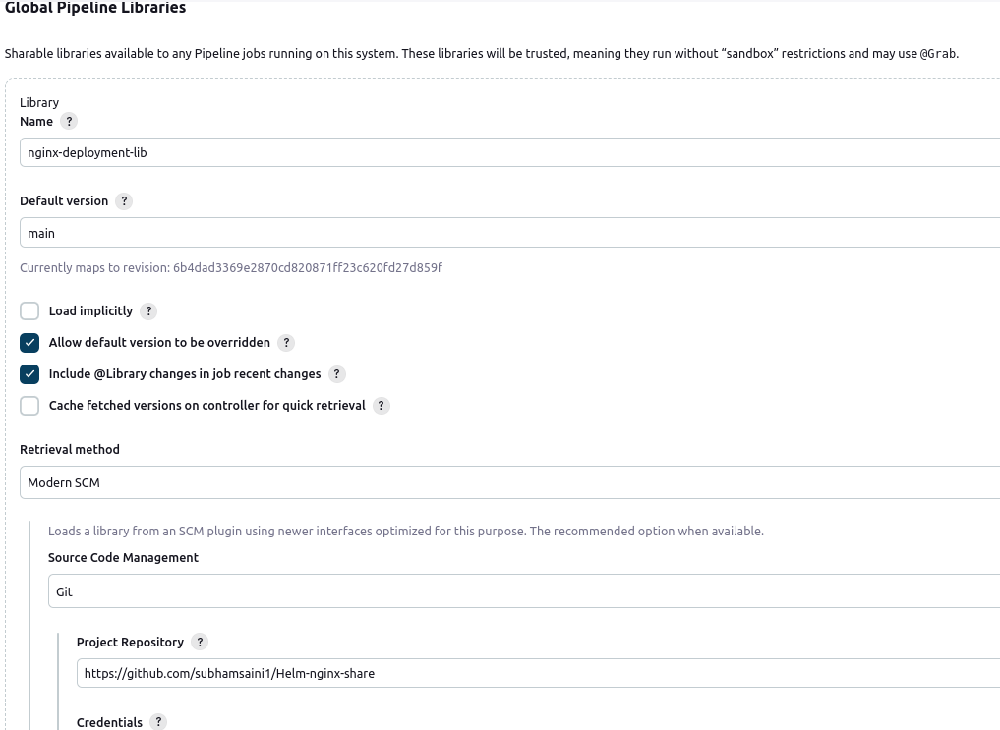 Global Pipeline Libraries
Sharable libraries available to any Pipeline jobs running on this system. These libraries will be trusted, meaning they run without “sandbox” restrictions and may use @Grab.
Library
Name ?
nginx-deployment-lib
Default version ?
main
Currently maps to revision: 6b4dad3369e2870cd820871ff23c620fd27d859f
Load implicitly ?
Allow default version to be overridden ?
Include @Library changes in job recent changes ?
Cache fetched versions on controller for quick retrieval ?
Retrieval method
Modern SCM
Loads a library from an SCM plugin using newer interfaces optimized for this purpose. The recommended option when available.
Source Code Management
Git
Project Repository ?
https://github.com/subhamsaini1/Helm-nginx-share
Credentials ?